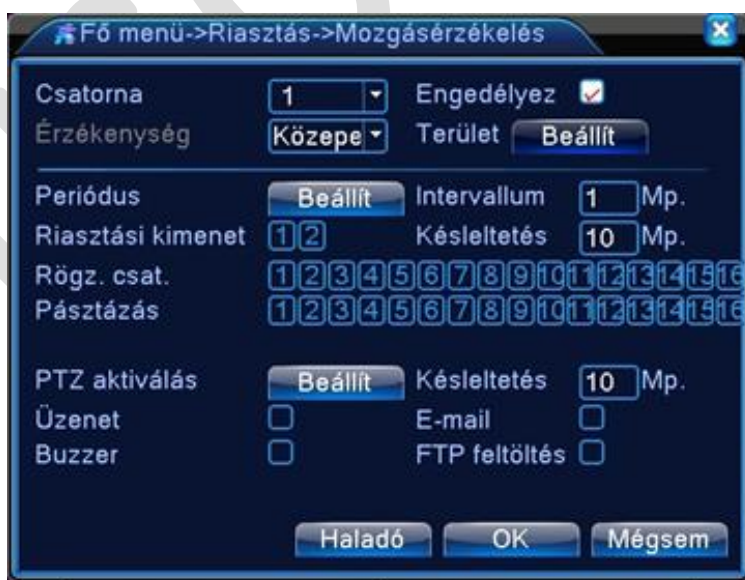 Fő menü->Riasztás->Mozgásérzékelés
Csatorna 1 Engedélyez
Érzékenység Közepe Terület Beállít
Periódus Beállít Intervallum 1 Mp.
Riasztási kimenet 1 2 Késleltetés 10 Mp.
Rögz. csat. 1 2 3 4 5 6 7 8 9 10 11 12 13 14 15 16
Pásztázás 1 2 3 4 5 6 7 8 9 10 11 12 13 14 15 16
PTZ aktiválás Beállít Késleltetés 10 Mp.
Üzenet E-mail
Buzzer FTP feltöltés
Haladó OK Mégsem